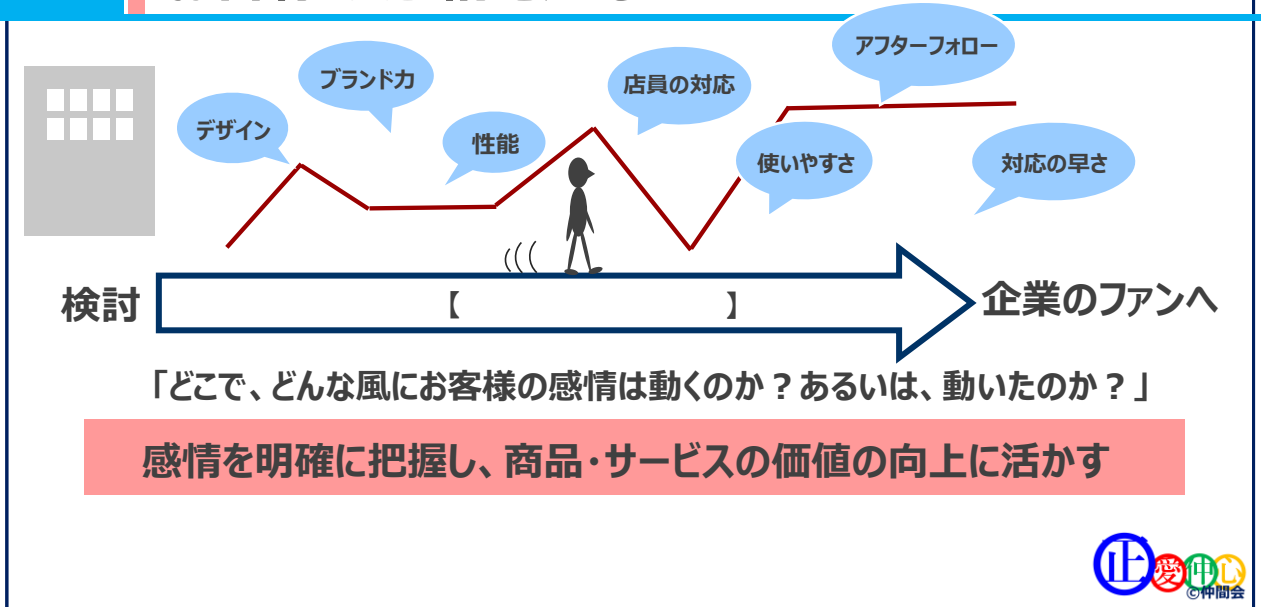 アフターフォロー
ブランド力
店員の対応
デザイン
性能
使いやすさ
対応の早さ
検討
【 】
企業のファンへ
「どこで、どんな風にお客様の感情は動くのか？あるいは、動いたのか？」
感情を明確に把握し、商品・サービスの価値の向上に活かす
正愛仲心
©仲間会